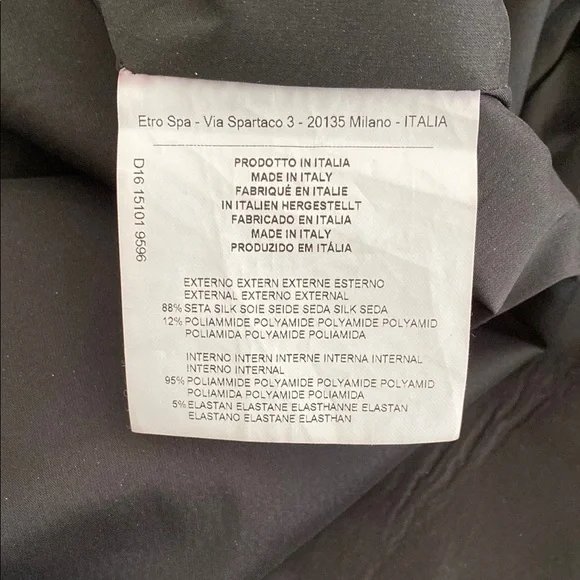 Etro Spa - Via Spartaco 3 - 20135 Milano - ITALIA
D16 15101 9596
PRODOTTO IN ITALIA
MADE IN ITALY
FABRIQUÉ EN ITALIE
IN ITALIEN HERGESTELLT
FABRICADO EN ITALIA
MADE IN ITALY
PRODUZIDO EM ITÁLIA
EXTERNO EXTERN EXTERNE ESTERNO
EXTERNAL EXTERNO EXTERNAL
88% SETA SILK SOIE SEIDE SEDA SILK SEDA
12% POLIAMMIDE POLYAMIDE POLYAMIDE POLYAMID
POLIAMIDA POLYAMIDE POLIAMIDA
INTERNO INTERN INTERNE INTERNA INTERNAL
INTERNO INTERNAL
95% POLIAMMIDE POLYAMIDE POLYAMIDE POLYAMID
POLIAMIDA POLYAMIDE POLIAMIDA
5% ELASTAN ELASTANE ELASTHANNE ELASTAN
ELASTANO ELASTANE ELASTHAN